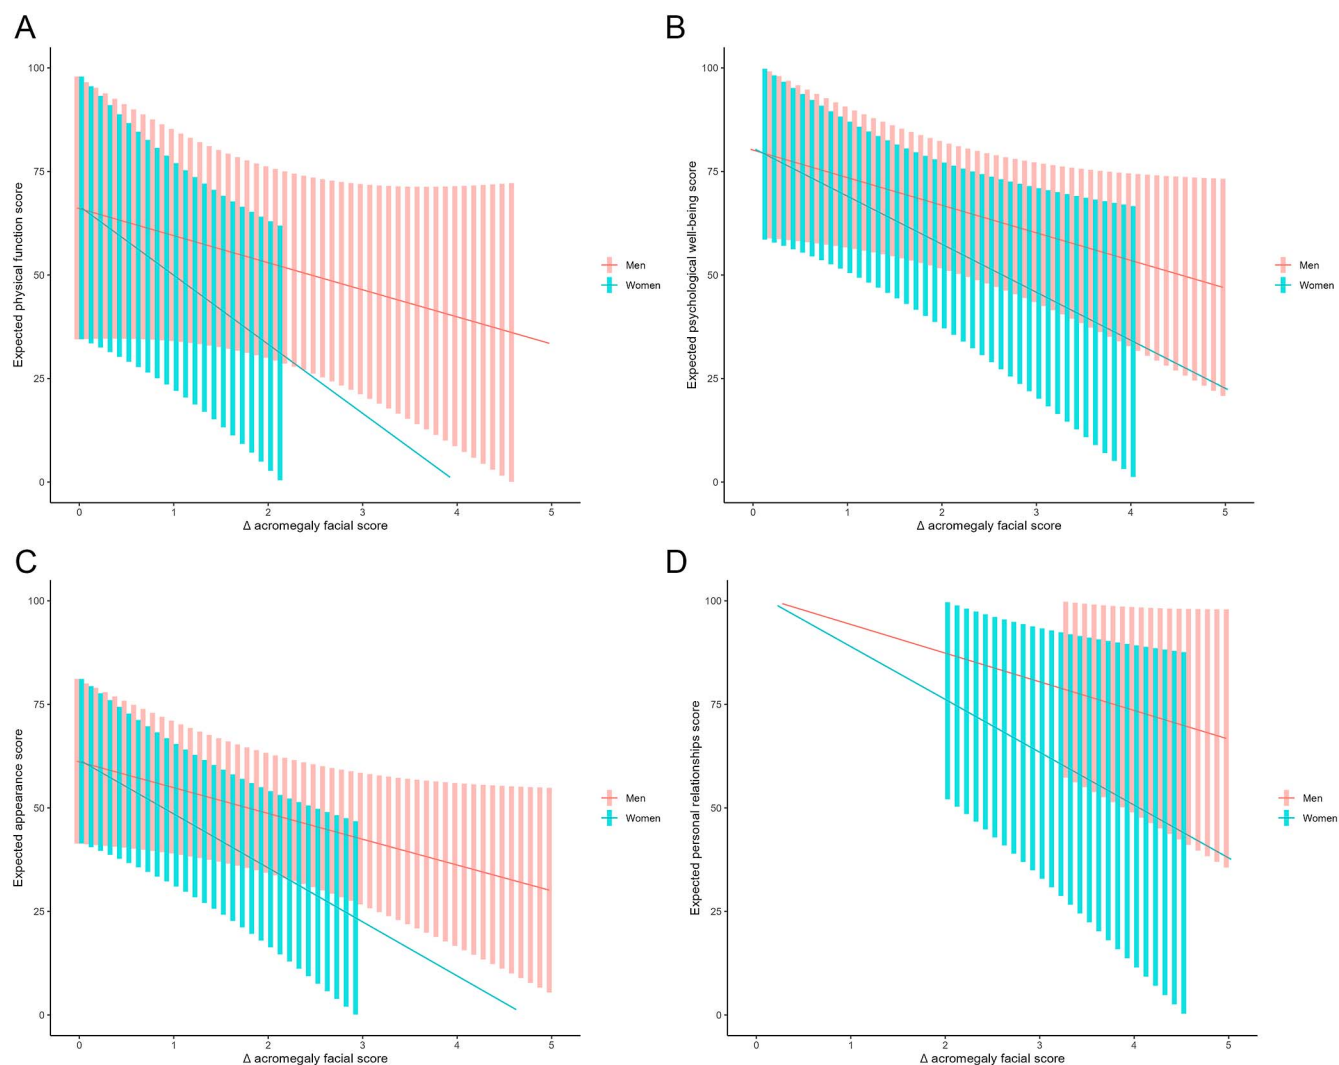 A
Expected physical function score
100
75
50
25
0
0 1 2 3 4 5
Δ acromegaly facial score
Men
Women
B
Expected psychological well-being score
100
75
50
25
0
0 1 2 3 4 5
Δ acromegaly facial score
Men
Women
C
Expected appearance score
100
75
50
25
0
0 1 2 3 4 5
Δ acromegaly facial score
Men
Women
D
Expected personal relationships score
100
75
50
25
0
0 1 2 3 4 5
Δ acromegaly facial score
Men
Women